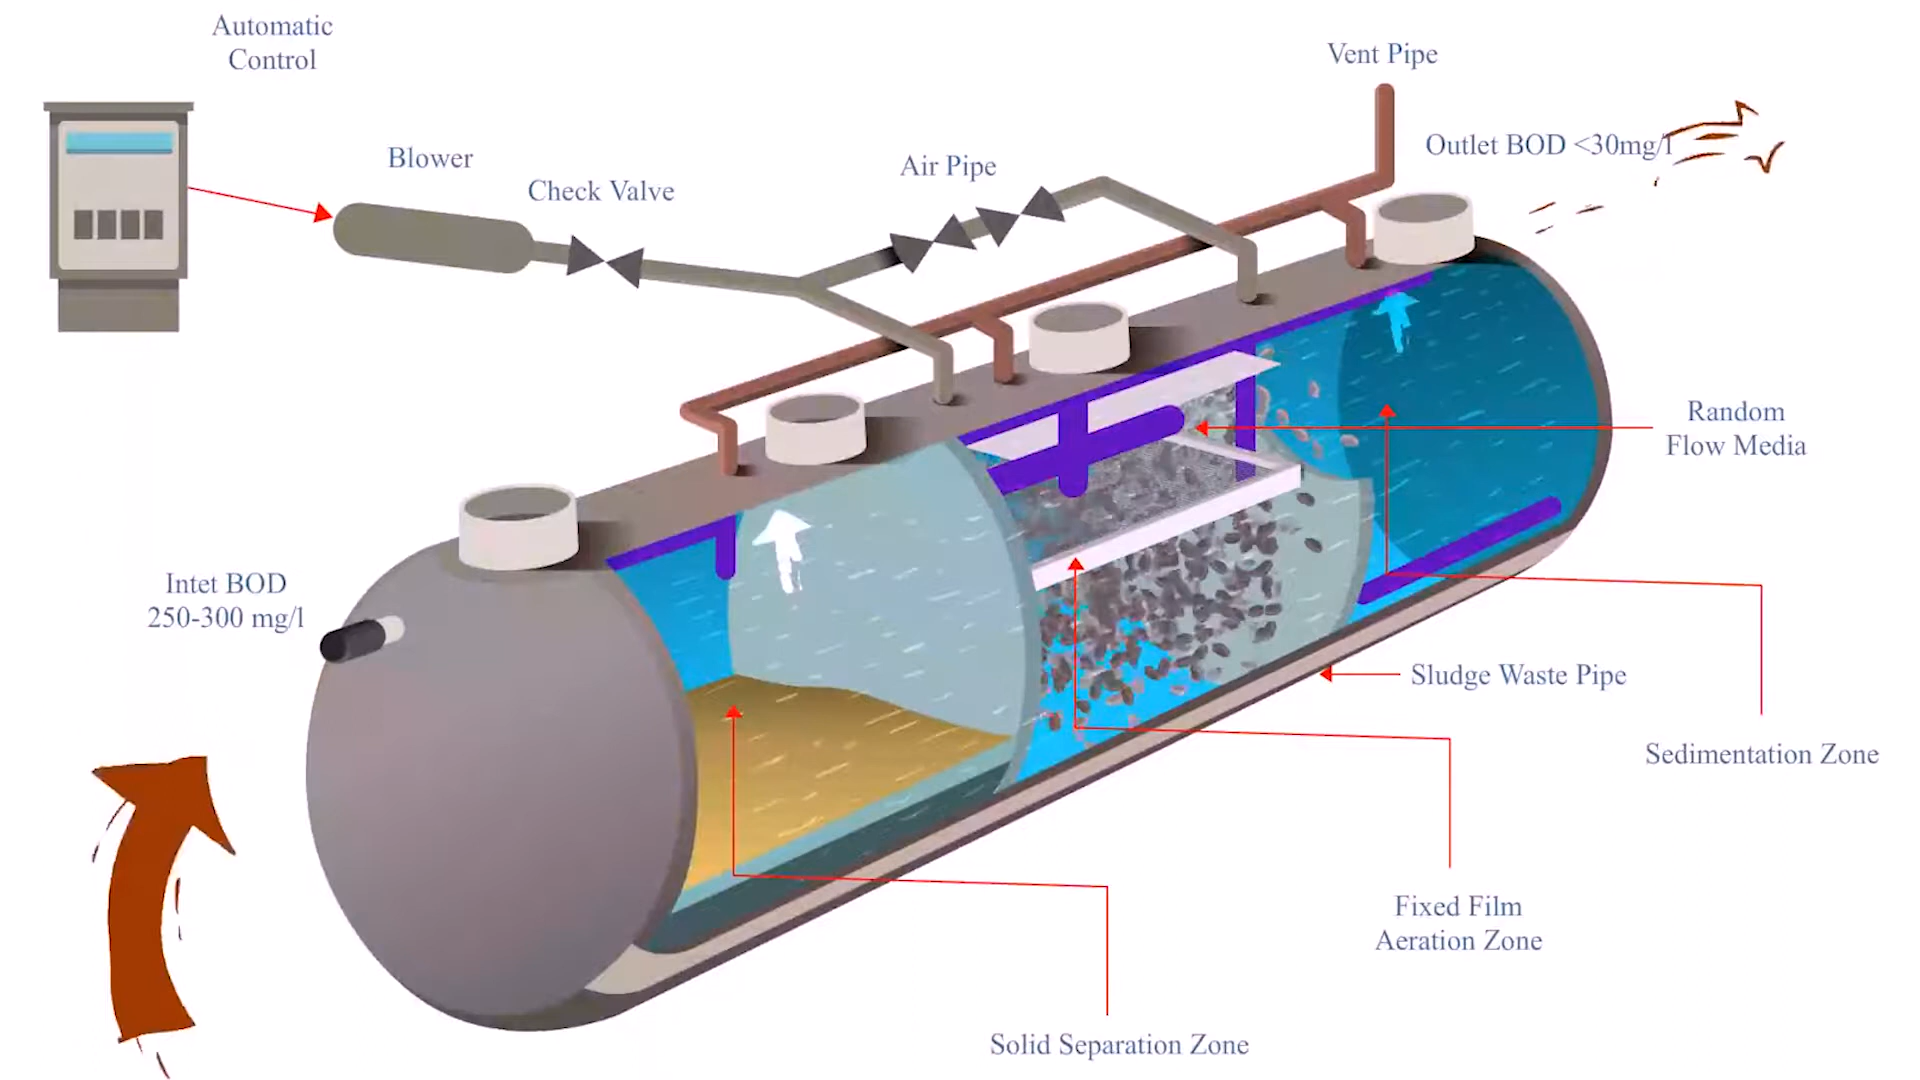 Automatic
Control
Vent Pipe
Outlet BOD <30mg/l
Blower
Check Valve
Air Pipe
Random
Flow Media
Intet BOD
250-300 mg/l
Sludge Waste Pipe
Sedimentation Zone
Fixed Film
Aeration Zone
Solid Separation Zone